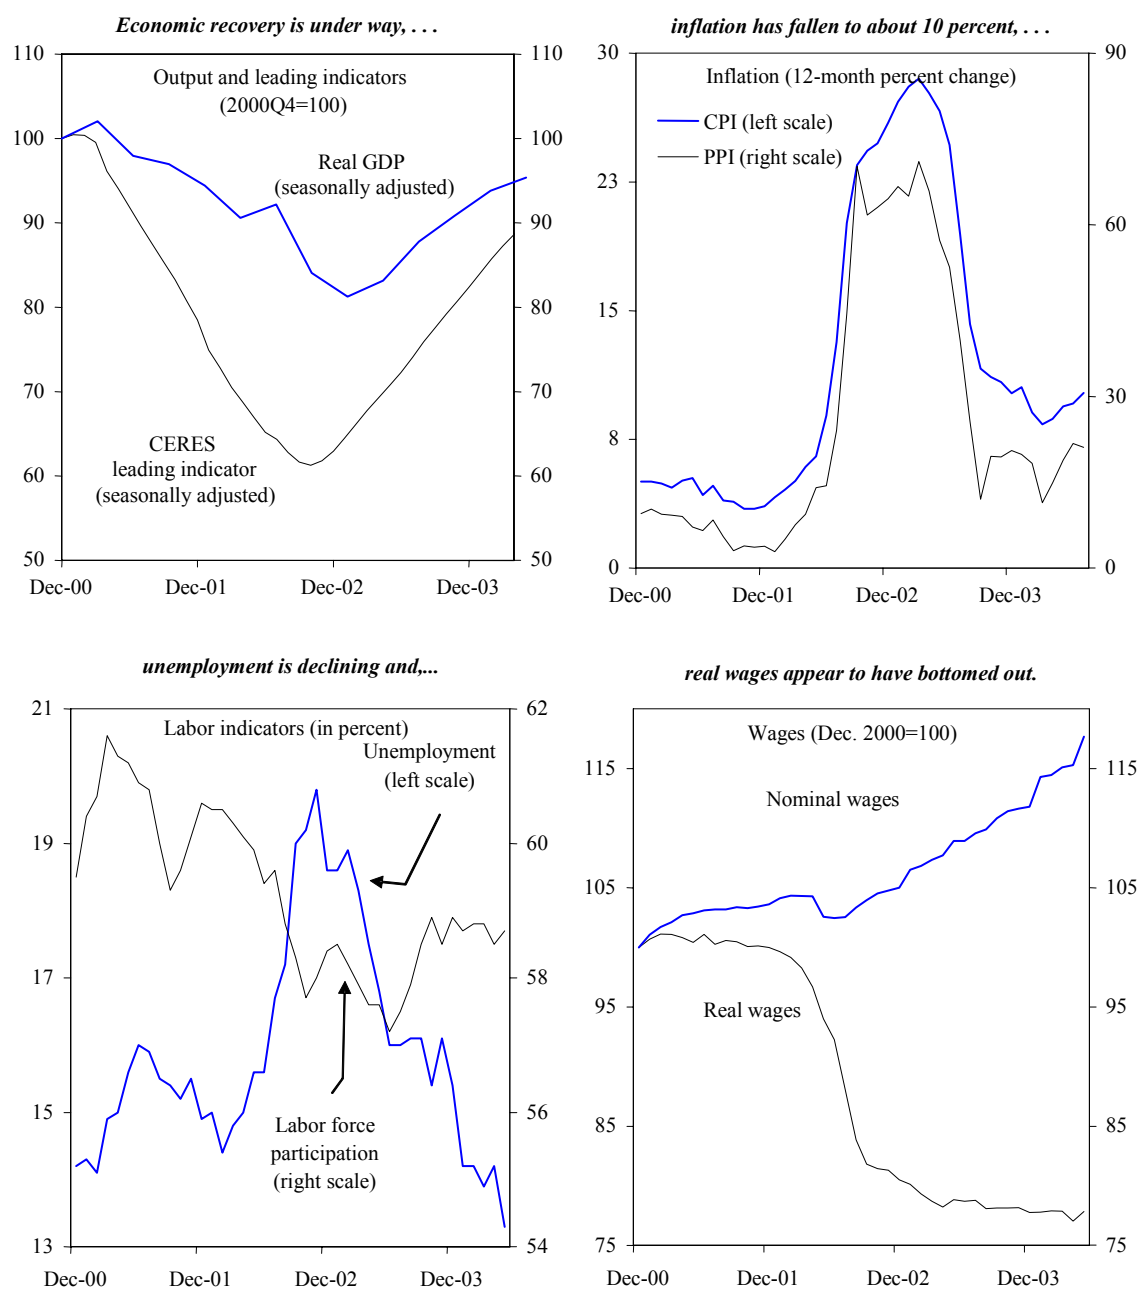 Economic recovery is under way, . . .
110
100
90
80
70
60
50
110
100
90
80
70
60
50
Output and leading indicators
(2000Q4=100)
Real GDP
(seasonally adjusted)
CERES
leading indicator
(seasonally adjusted)
Dec-00 Dec-01 Dec-02 Dec-03
inflation has fallen to about 10 percent, . . .
30
23
15
8
0
90
60
30
0
Inflation (12-month percent change)
CPI (left scale)
PPI (right scale)
Dec-00 Dec-01 Dec-02 Dec-03
unemployment is declining and,...
21
19
17
15
13
62
60
58
56
54
Labor indicators (in percent)
Unemployment
(left scale)
Labor force
participation
(right scale)
Dec-00 Dec-01 Dec-02 Dec-03
real wages appear to have bottomed out.
115
105
95
85
75
115
105
95
85
75
Wages (Dec. 2000=100)
Nominal wages
Real wages
Dec-00 Dec-01 Dec-02 Dec-03